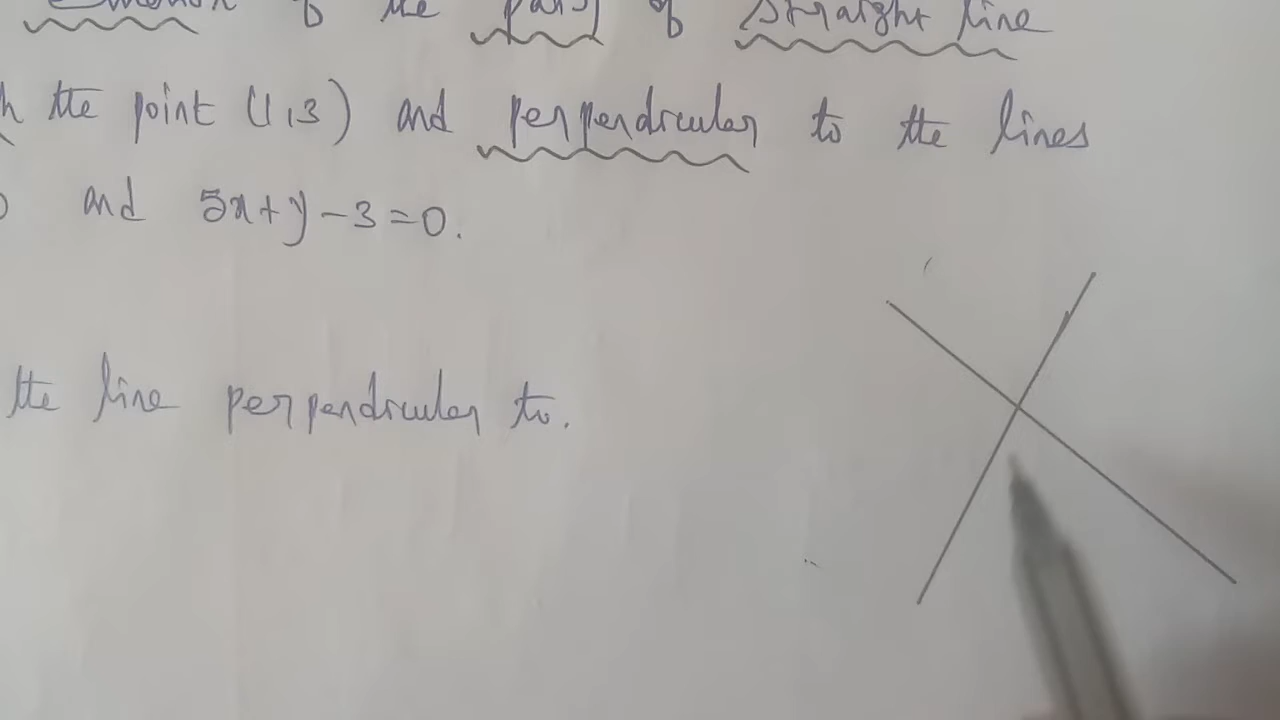 of the pair of straight line
the point (1,3) and perpendicular to the lines
and 5x+y-3=0.
the line perpendicular to.